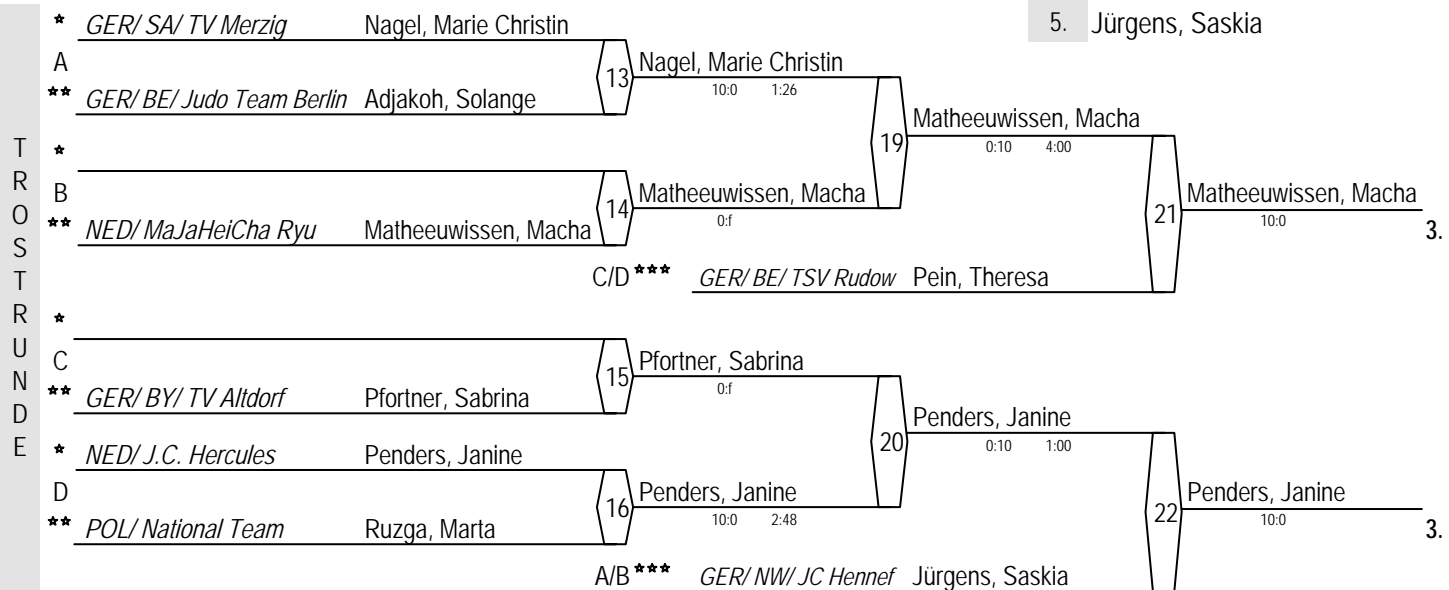 * GER/ SA/ TV Merzig Nagel, Marie Christin
5. Jürgens, Saskia
A
13 Nagel, Marie Christin
10:0 1:26
** GER/ BE/ Judo Team Berlin Adjakoh, Solange
19 Matheeuwissen, Macha
0:10 4:00
TROSTRUNDE
*
B
14 Matheeuwissen, Macha
0:f
21 Matheeuwissen, Macha
10:0
3.
** NED/ MaJaHeiCha Ryu Matheeuwissen, Macha
C/D *** GER/ BE/ TSV Rudow Pein, Theresa
*
C
15 Pfortner, Sabrina
0:f
** GER/ BY/ TV Altdorf Pfortner, Sabrina
20 Penders, Janine
0:10 1:00
* NED/ J.C. Hercules Penders, Janine
D
16 Penders, Janine
10:0 2:48
22 Penders, Janine
10:0
3.
** POL/ National Team Ruzga, Marta
A/B *** GER/ NW/ JC Hennef Jürgens, Saskia